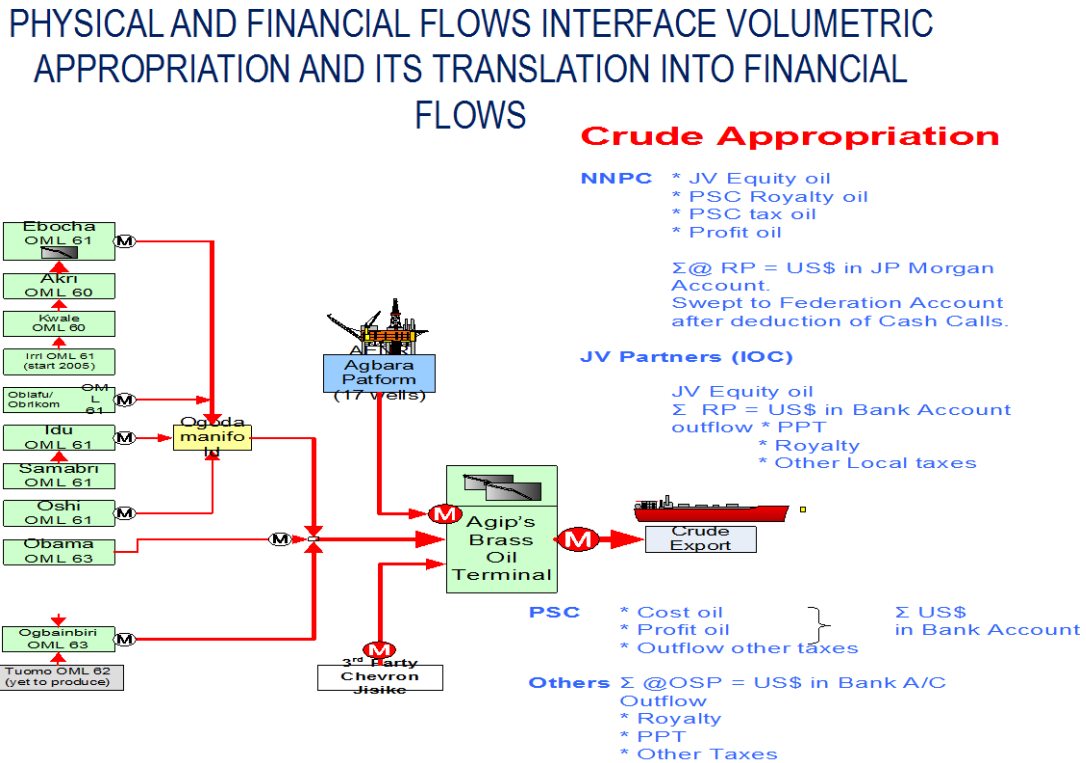 PHYSICAL AND FINANCIAL FLOWS INTERFACE VOLUMETRIC
APPROPRIATION AND ITS TRANSLATION INTO FINANCIAL
FLOWS
Crude Appropriation
NNPC * JV Equity oil
* PSC Royalty oil
* PSC tax oil
* Profit oil
Σ@ RP = US$ in JP Morgan
Account.
Swept to Federation Account
after deduction of Cash Calls.
JV Partners (IOC)
JV Equity oil
Σ RP = US$ in Bank Account
outflow * PPT
* Royalty
* Other Local taxes
Ebocha
OML 61
M
Akri
OML 60
Kwale
OML 60
Irri OML 61
(start 2005)
Obiafu/
Obrikom
OM
L
61
M
Idu
OML 61
M
Samabri
OML 61
Oshi
OML 61
M
Obama
OML 63
M
Ogbainbiri
OML 63
M
Tuomo OML 62
(yet to produce)
Ogoda
manifo
ld
Agbara
Patform
(17 wells)
M
Agip's
Brass
Oil
Terminal
M
Crude
Export
M
3rd Party
Chevron
Jisike
PSC * Cost oil
* Profit oil
* Outflow other taxes
Σ US$
in Bank Account
Others Σ @OSP = US$ in Bank A/C
Outflow
* Royalty
* PPT
* Other Taxes